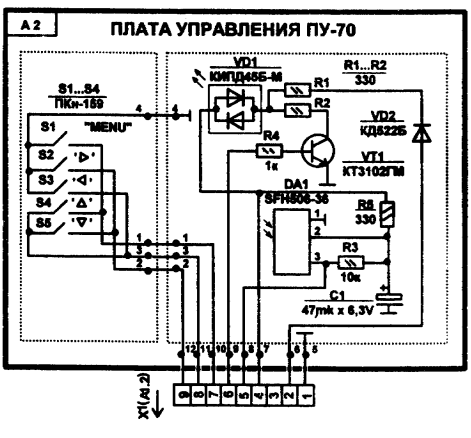 А 2
ПЛАТА УПРАВЛЕНИЯ ПУ-70
S1...S4
ПКн-159
VD1
КИПД45Б-М
R1...R2
330
R1
R2
4 4
S1
"MENU"
S2
S3
S4
S5
R4
1к
VD2
КД522Б
VT1
КТ3102ГМ
DA1
SFH506-36
R5
330
1
2
3
R3
10к
+
C1
47mk x 6,3V
1 1
3 3
2 2
12 11 10 9 8 7 6 5
X1(A1.2)
9 8 7 6 5 4 3 2 1